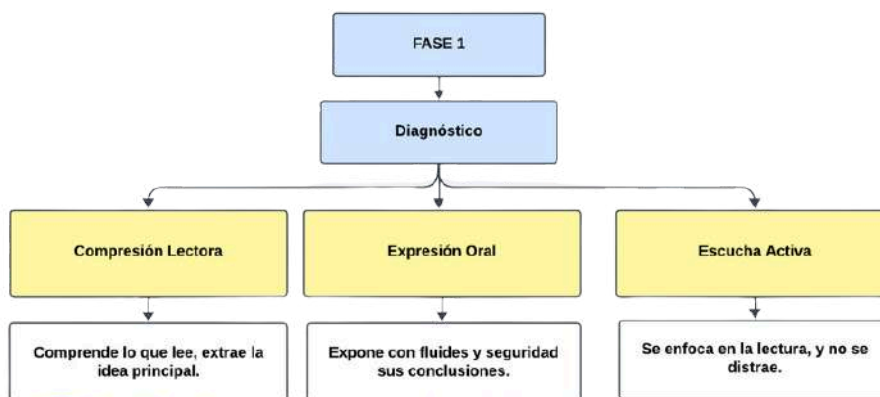 FASE 1
Diagnóstico
Compresión Lectora
Expresión Oral
Escucha Activa
Comprende lo que lee, extrae la
idea principal.
Expone con fluides y seguridad
sus conclusiones.
Se enfoca en la lectura, y no se
distrae.